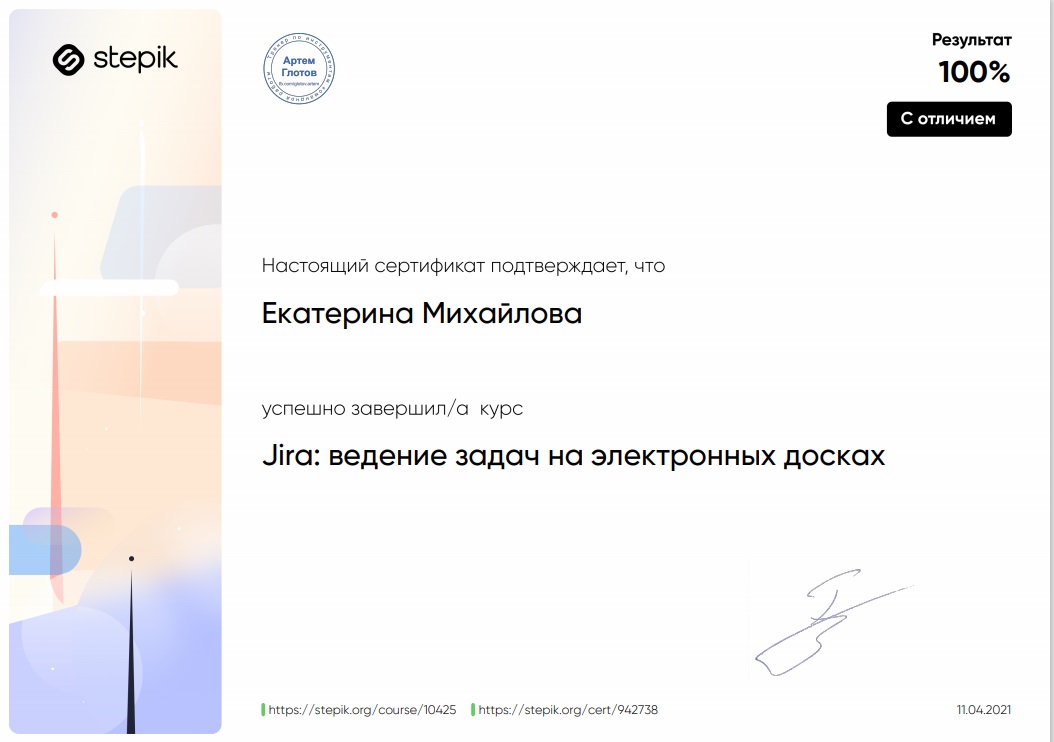 stepik
Тренер по инструментам командной работы
Артем
Глотов
Результат
100%
С отличием
Настоящий сертификат подтверждает, что
Екатерина Михайлова
успешно завершил/а курс
Jira: ведение задач на электронных досках
https://stepik.org/course/10425 https://stepik.org/cert/942738
11.04.2021